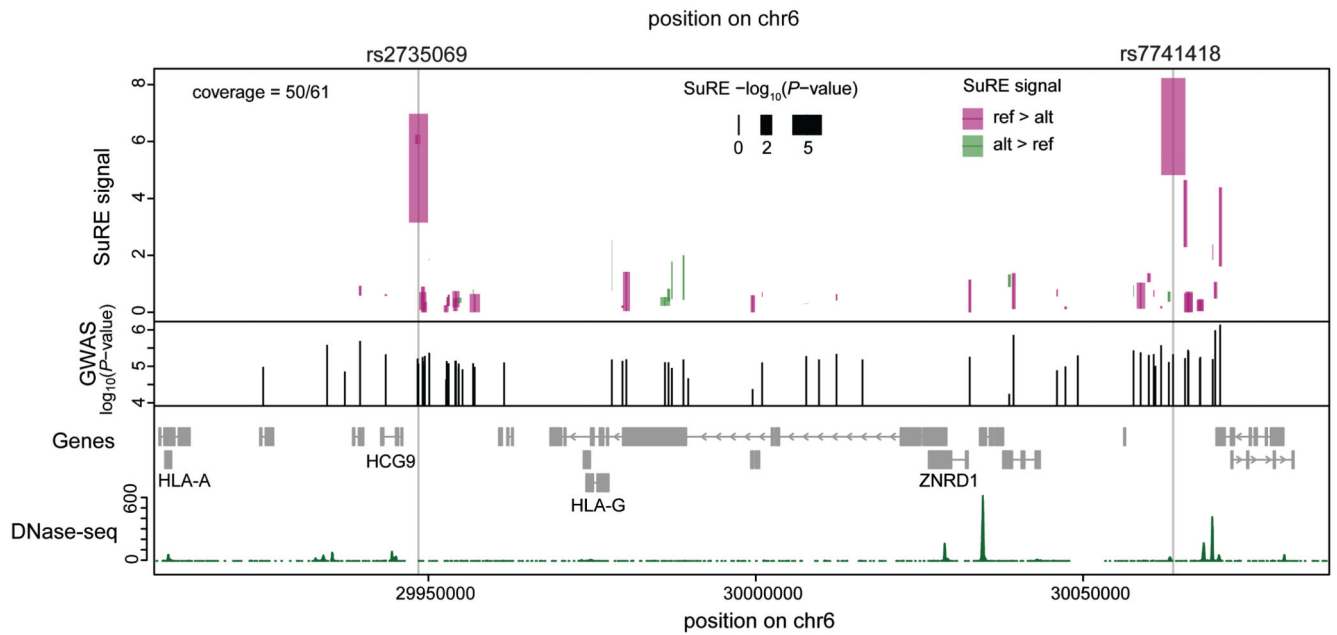 position on chr6
rs2735069
rs7741418
coverage = 50/61
SuRE −log10(P−value)
0 2 5
SuRE signal
ref > alt
alt > ref
SuRE signal
8
6
4
2
0
GWAS
log10(P−value)
6
5
4
Genes
HLA-A
HCG9
HLA-G
ZNRD1
DNase-seq
600
0
29950000 30000000 30050000
position on chr6